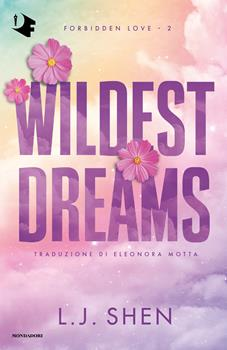 FORBIDDEN LOVE - 2
WILDEST
DREAMS
TRADUZIONE DI ELEONORA MOTTA
L.J. SHEN
MONDADORI